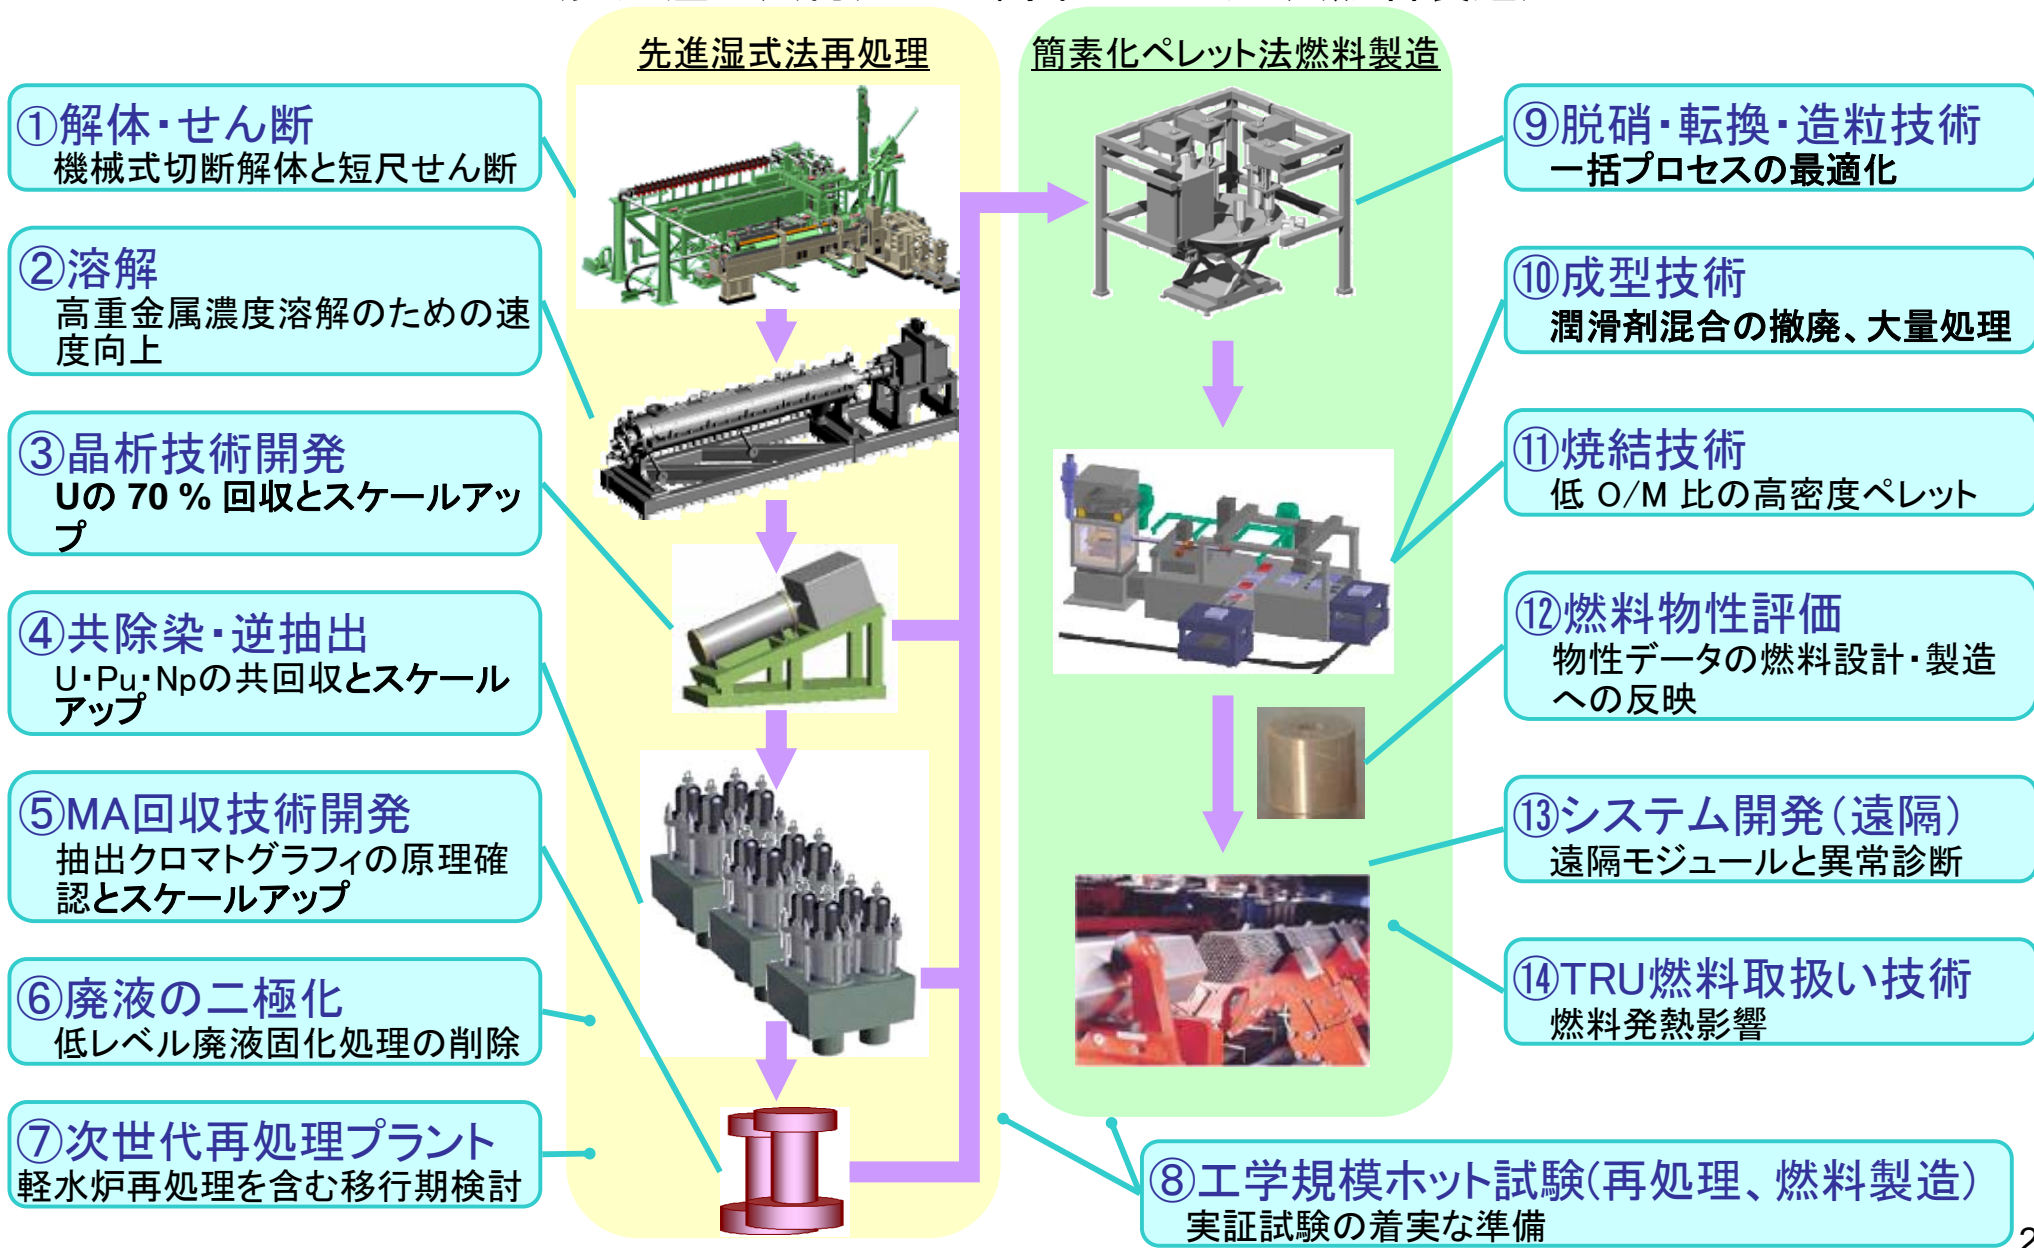 先進湿式法再処理
簡素化ペレット法燃料製造
①解体・せん断
機械式切断解体と短尺せん断
②溶解
高重金属濃度溶解のための速
度向上
③晶析技術開発
Uの 70 % 回収とスケールアッ
プ
④共除染・逆抽出
U・Pu・Npの共回収とスケール
アップ
⑤MA回収技術開発
抽出クロマトグラフィの原理確
認とスケールアップ
⑥廃液の二極化
低レベル廃液固化処理の削除
⑦次世代再処理プラント
軽水炉再処理を含む移行期検討
⑨脱硝・転換・造粒技術
一括プロセスの最適化
⑩成型技術
潤滑剤混合の撤廃、大量処理
⑪焼結技術
低 O/M 比の高密度ペレット
⑫燃料物性評価
物性データの燃料設計・製造
への反映
⑬システム開発(遠隔)
遠隔モジュールと異常診断
⑭TRU燃料取扱い技術
燃料発熱影響
⑧工学規模ホット試験(再処理、燃料製造)
実証試験の着実な準備
2